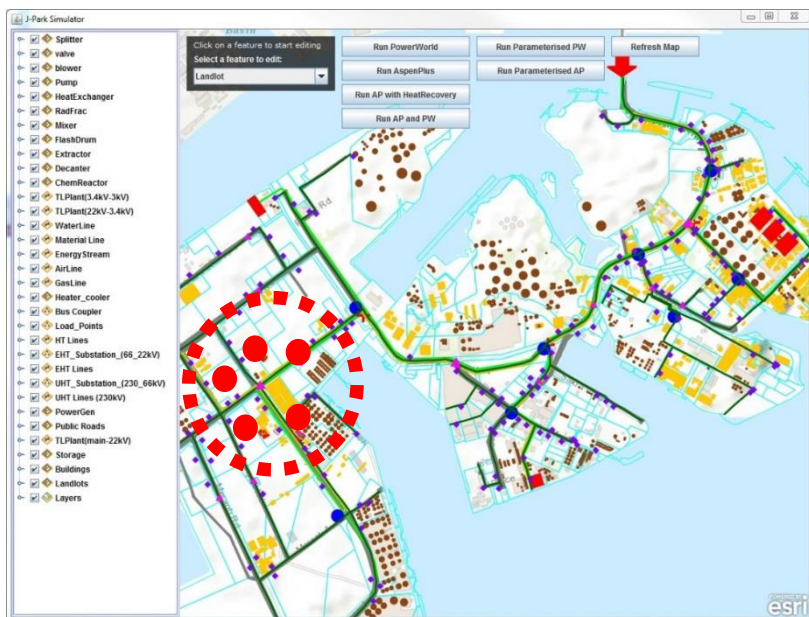 J-Park Simulator
Splitter
valve
blower
Pump
HeatExchanger
RadFrac
Mixer
FlashDrum
Extractor
Decanter
ChemReactor
TLPlant(3.4kV-3kV)
TLPlant(22kV-3.4kV)
WaterLine
Material Line
EnergyStream
AirLine
GasLine
Heater_cooler
Bus Coupler
Load_Points
HT Lines
EHT_Substation_(66_22kV)
EHT Lines
UHT_Substation_(230_66kV)
UHT Lines (230kV)
PowerGen
Public Roads
TLPlant(main-22kV)
Storage
Buildings
Landlots
Layers
Basin
Click on a feature to start editing
Select a feature to edit:
Landlot
Run PowerWorld
Run Parameterised PW
Refresh Map
Run AspenPlus
Run Parameterised AP
Run AP with HeatRecovery
Run AP and PW
Rd
POWERED BY
esri